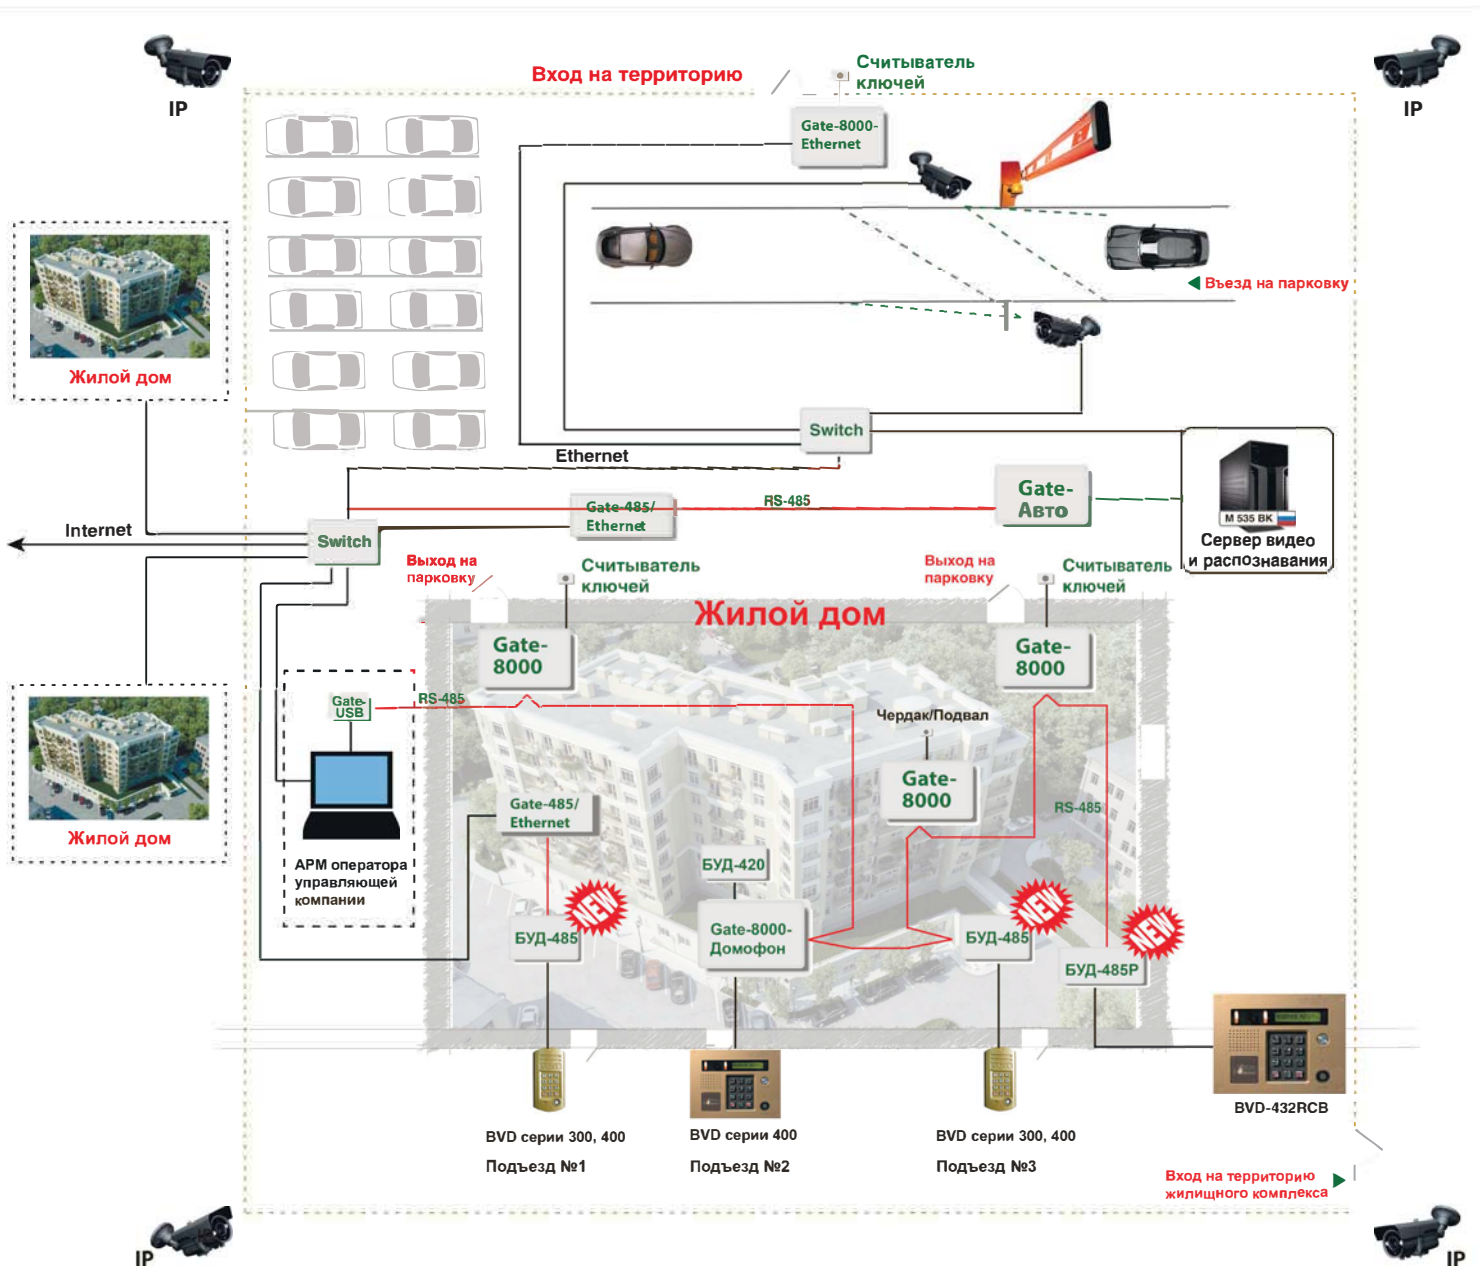 Вход на территорию
Считыватель
ключей
IP
IP
Gate-8000-
Ethernet
Въезд на парковку
Жилой дом
Switch
Ethernet
Gate-485/
Ethernet
RS-485
Gate-
Авто
M 535 BK
Сервер видео
и распознавания
Internet
Switch
Выход на
парковку
Считыватель
ключей
Выход на
парковку
Считыватель
ключей
Жилой дом
Gate-
8000
Gate-
8000
Gate-
USB
RS-485
Чердак/Подвал
Gate-
8000
RS-485
Gate-485/
Ethernet
Жилой дом
АРМ оператора
управляющей
компании
БУД-420
NEW
NEW
NEW
БУД-485
Gate-8000-
Домофон
БУД-485
БУД-485P
BVD-432RCB
BVD серии 300, 400
Подъезд №1
BVD серии 400
Подъезд №2
BVD серии 300, 400
Подъезд №3
Вход на территорию
жилищного комплекса
IP
IP